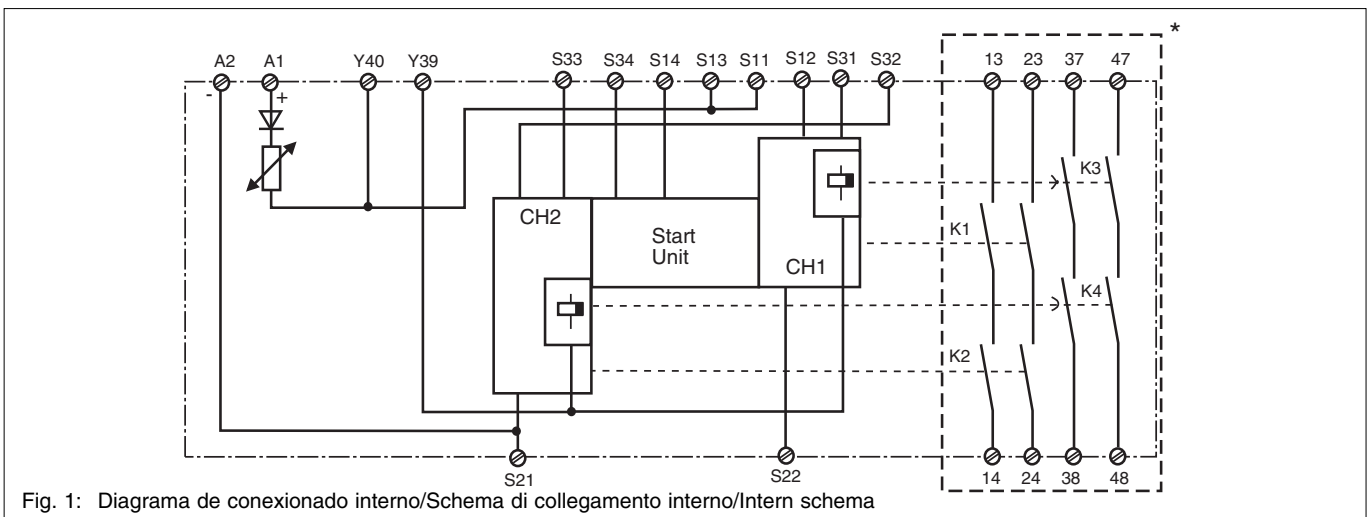 A2 A1 Y40 Y39 S33 S34 S14 S13 S11 S12 S31 S32 13 23 37 47 *
- +
K3
CH2 Start K1
Unit
CH1
K4
K2
S21 S22 14 24 38 48
Fig. 1: Diagrama de conexionado interno/Schema di collegamento interno/Intern schema